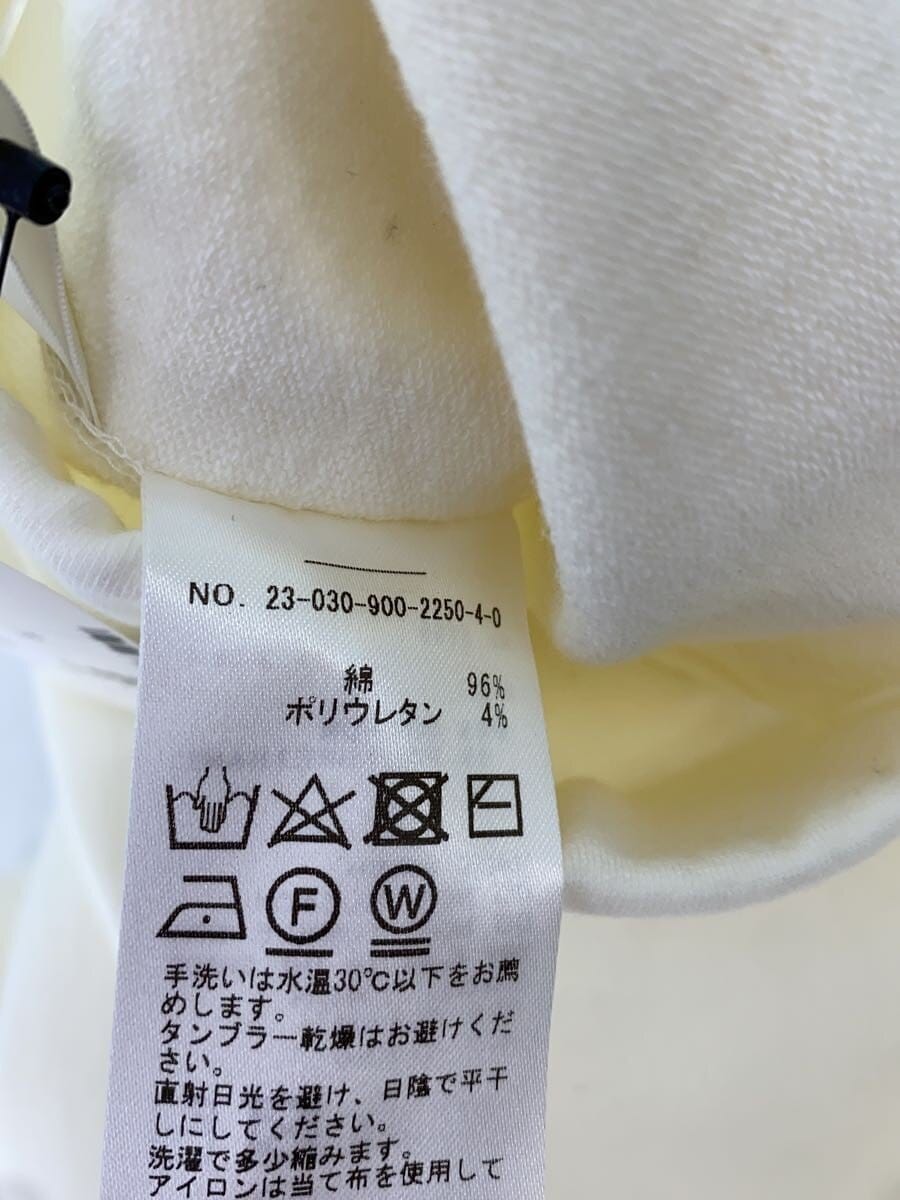 NO. 23-030-900-2250-4-0
綿 96%
ポリウレタン 4%
F W
手洗いは水温30℃以下をお薦
めします。
タンブラー乾燥はお避けくだ
さい。
直射日光を避け、日陰で平干
しにしてください。
洗濯で多少縮みます。
アイロンは当て布を使用して